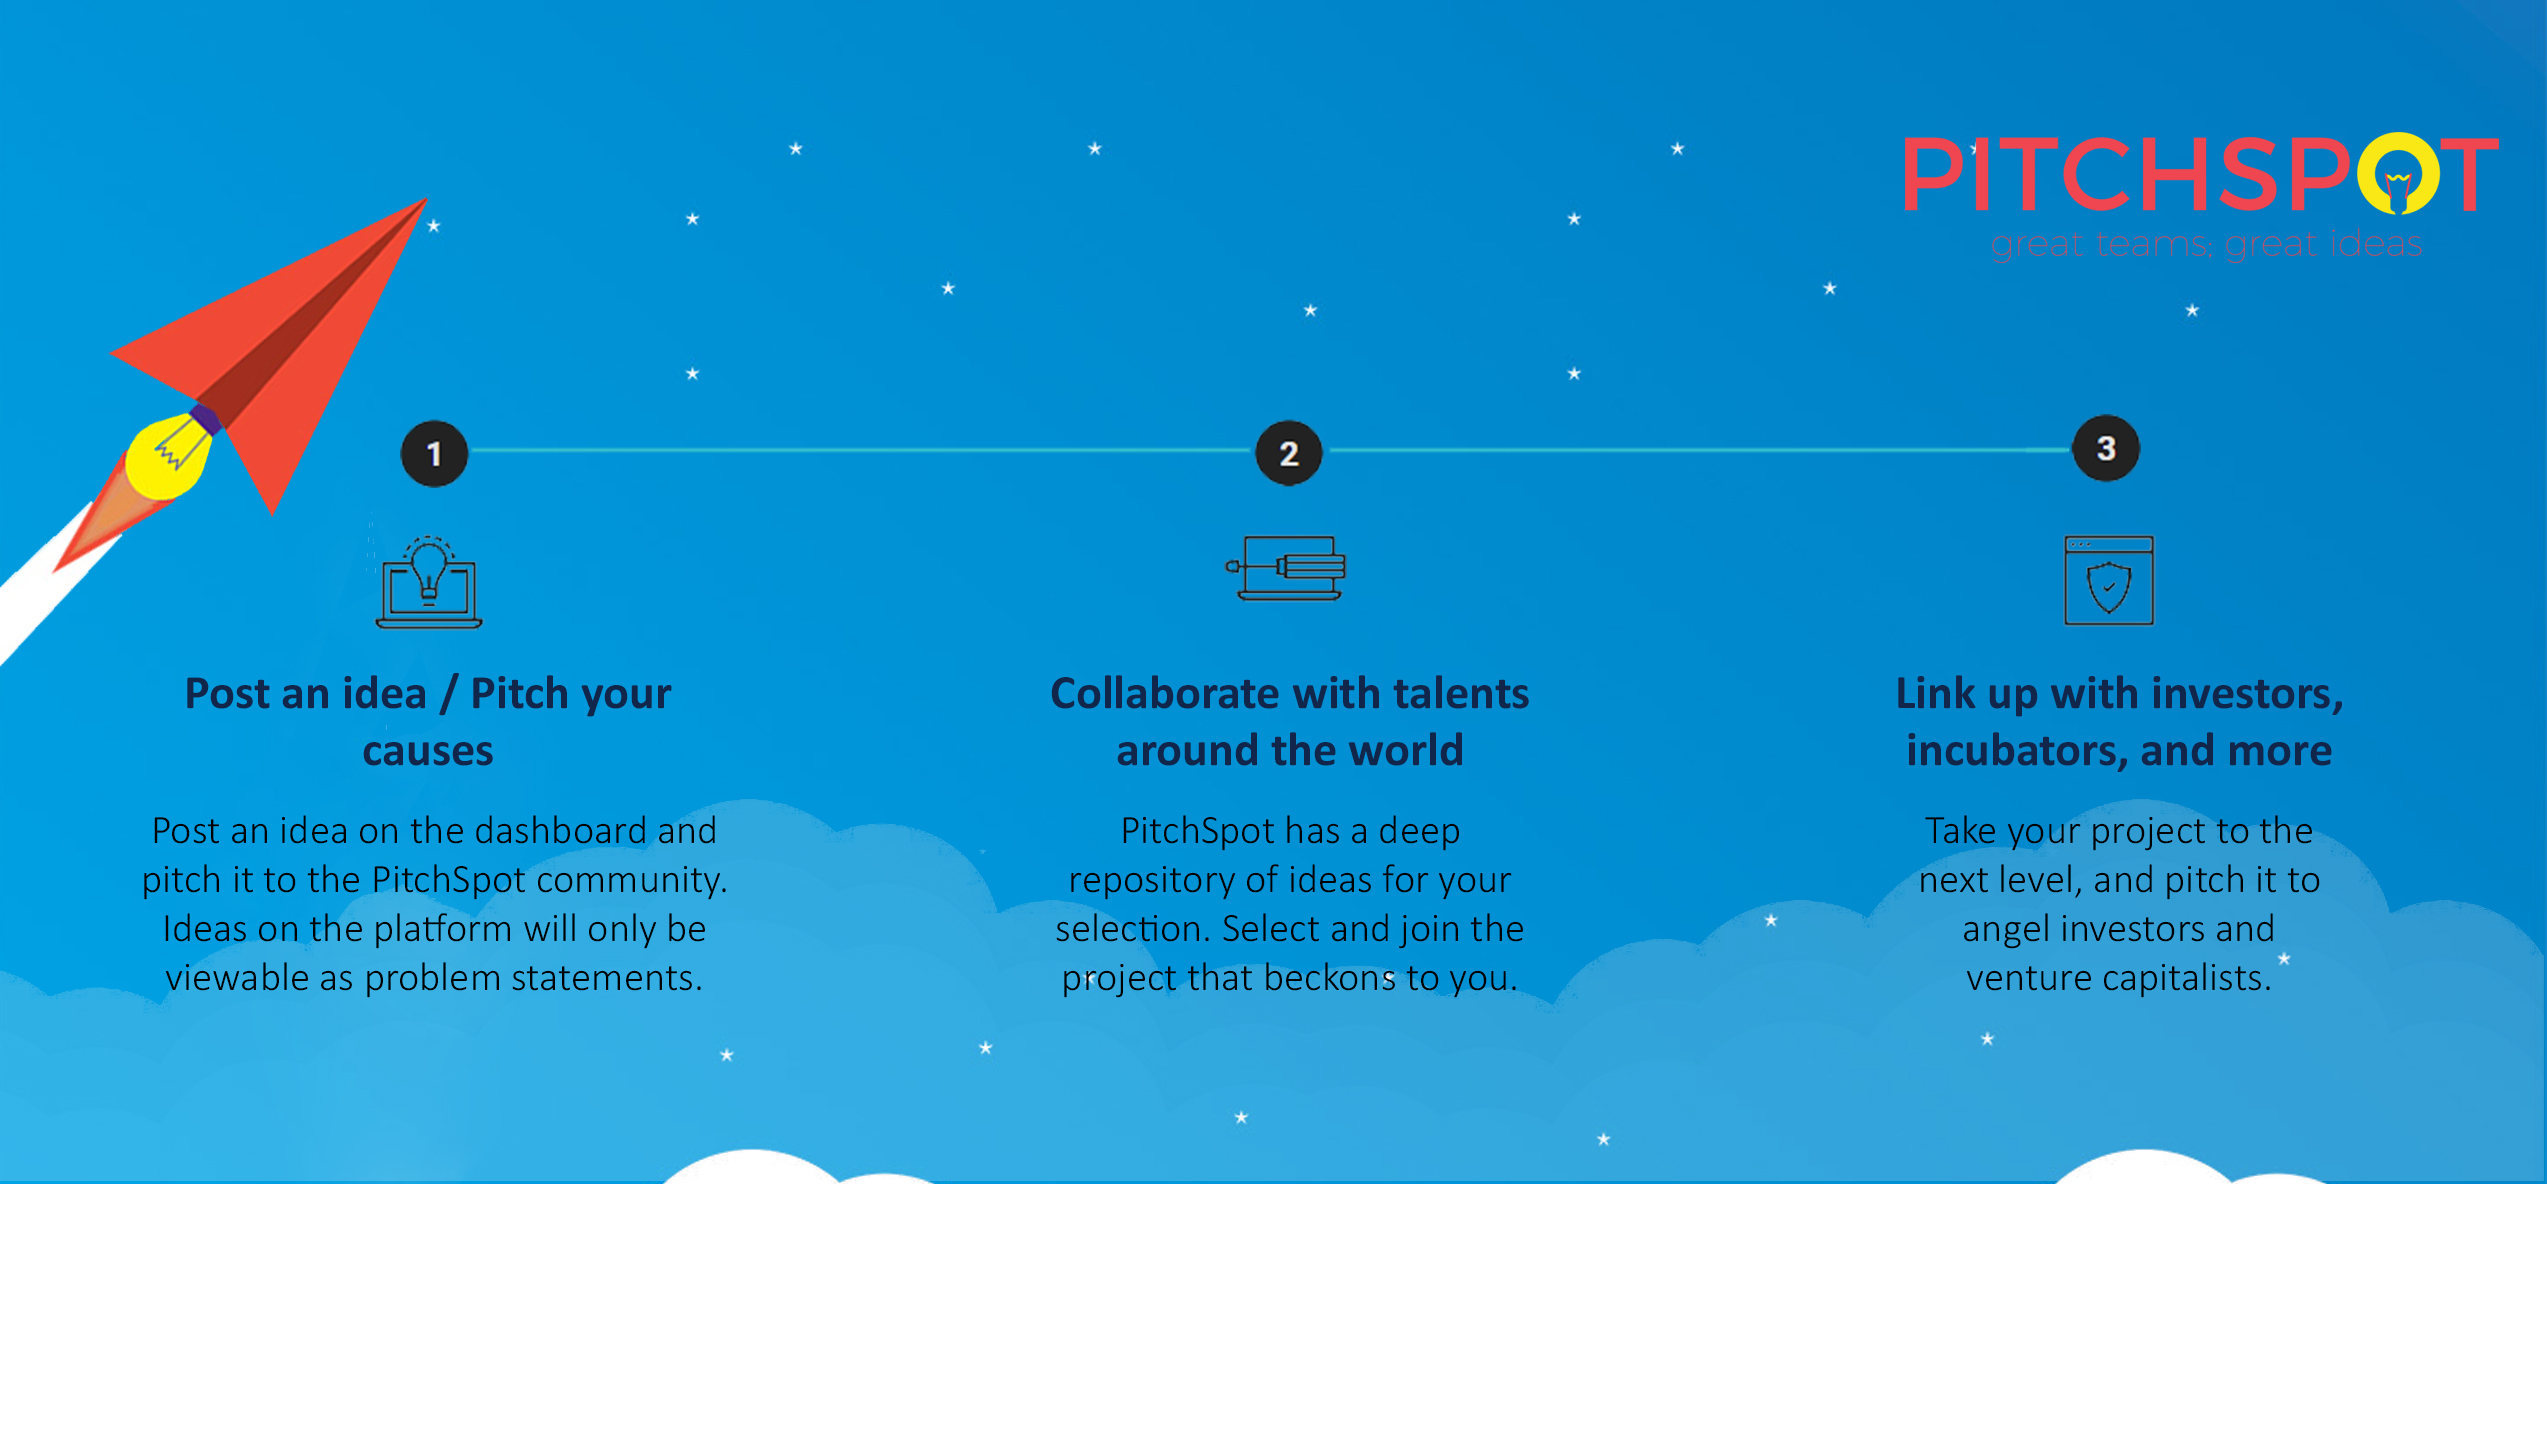 PITCHSPOT
great teams; great ideas
1
2
3
Post an idea / Pitch your
causes
Post an idea on the dashboard and
pitch it to the PitchSpot community.
Ideas on the platform will only be
viewable as problem statements.
Collaborate with talents
around the world
PitchSpot has a deep
repository of ideas for your
selection. Select and join the
project that beckons to you.
Link up with investors,
incubators, and more
Take your project to the
next level, and pitch it to
angel investors and
venture capitalists.